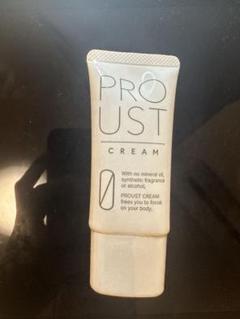 PRO
UST
CREAM
0
With no mineral oil,
synthetic fragrance
or alcohol,
PROUST CREAM
frees you to focus
on your body.